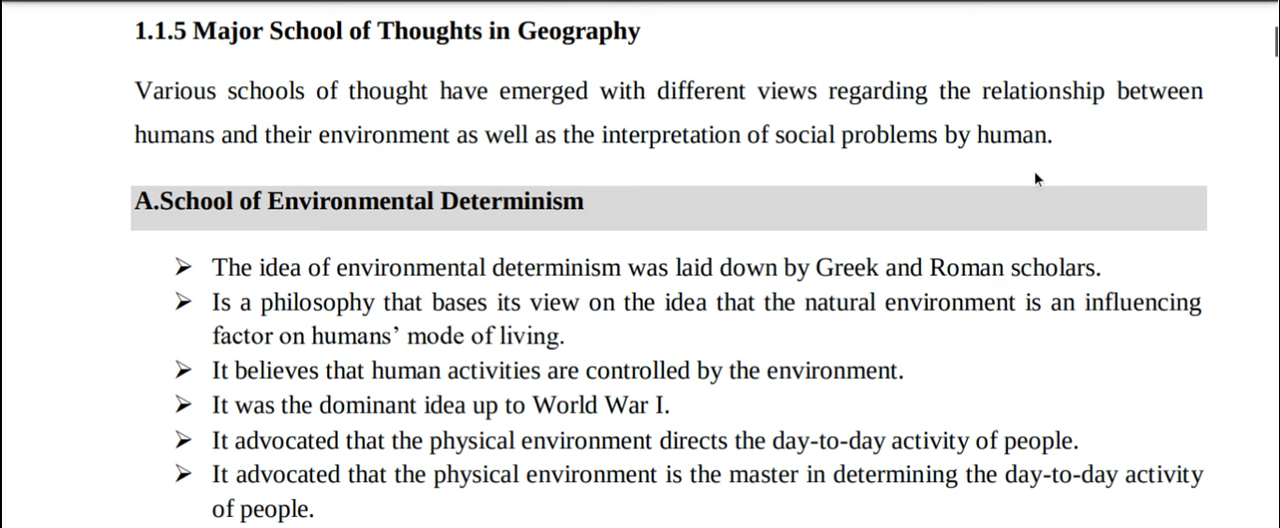 1.1.5 Major School of Thoughts in Geography
Various schools of thought have emerged with different views regarding the relationship between
humans and their environment as well as the interpretation of social problems by human.
A.School of Environmental Determinism
➢ The idea of environmental determinism was laid down by Greek and Roman scholars.
➢ Is a philosophy that bases its view on the idea that the natural environment is an influencing
factor on humans’ mode of living.
➢ It believes that human activities are controlled by the environment.
➢ It was the dominant idea up to World War I.
➢ It advocated that the physical environment directs the day-to-day activity of people.
➢ It advocated that the physical environment is the master in determining the day-to-day activity
of people.